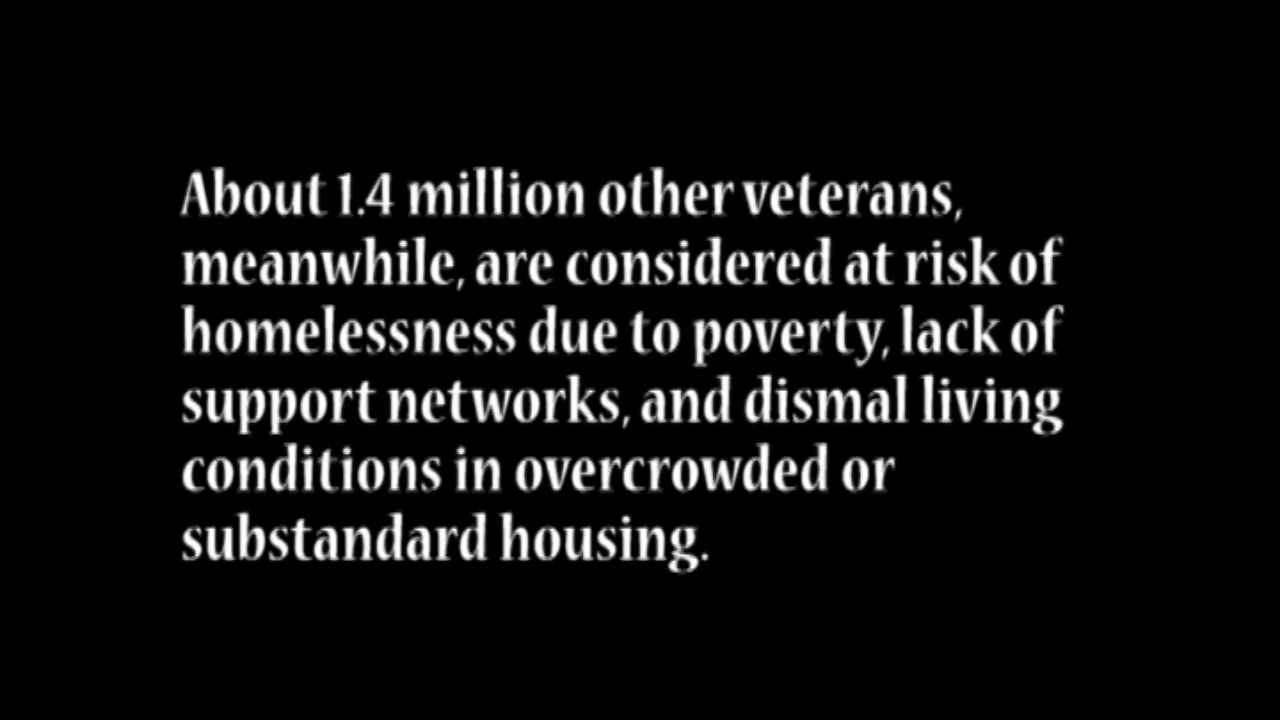 About 1.4 million other veterans,
meanwhile, are considered at risk of
homelessness due to poverty, lack of
support networks, and dismal living
conditions in overcrowded or
substandard housing.